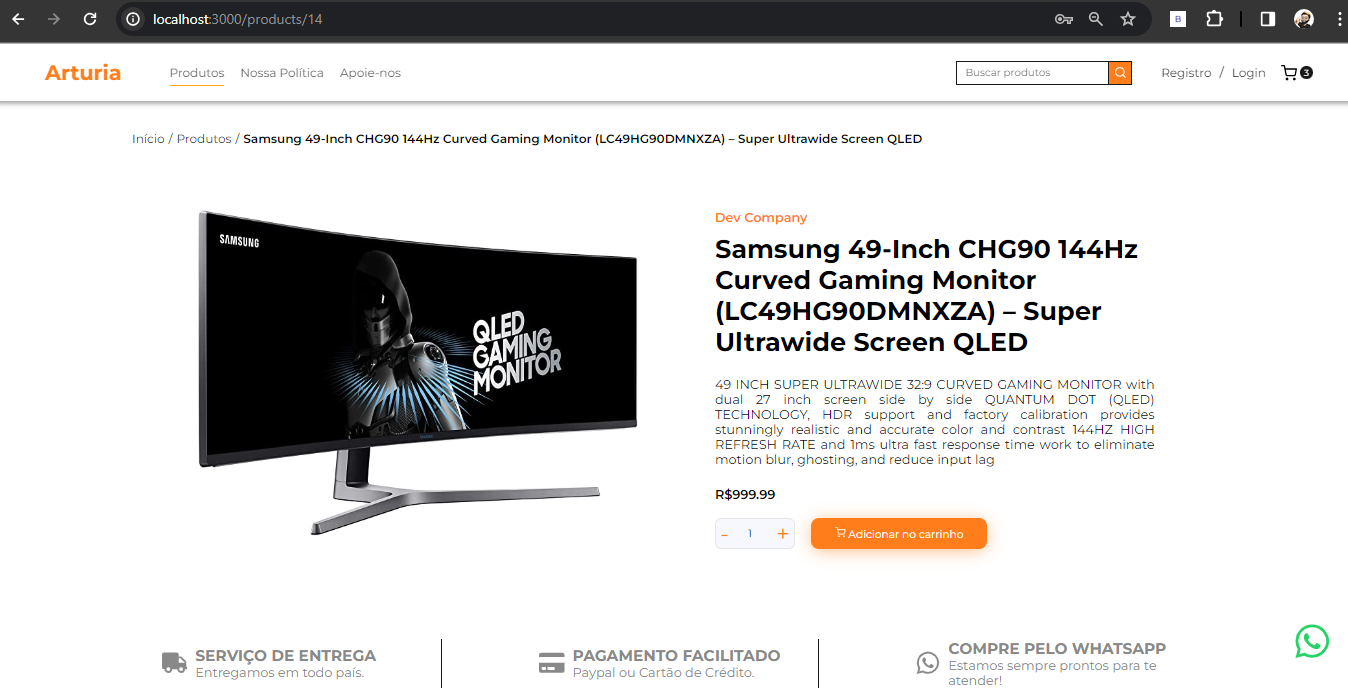 localhost:3000/products/14
B
Arturia
Produtos
Nossa Política
Apoie-nos
Buscar produtos
Registro / Login
3
Início / Produtos / Samsung 49-Inch CHG90 144Hz Curved Gaming Monitor (LC49HG90DMNXZA) – Super Ultrawide Screen QLED
SAMSUNG
QLED
GAMING
MONITOR
Dev Company
Samsung 49-Inch CHG90 144Hz
Curved Gaming Monitor
(LC49HG90DMNXZA) – Super
Ultrawide Screen QLED
49 INCH SUPER ULTRAWIDE 32:9 CURVED GAMING MONITOR with
dual 27 inch screen side by side QUANTUM DOT (QLED)
TECHNOLOGY, HDR support and factory calibration provides
stunningly realistic and accurate color and contrast 144HZ HIGH
REFRESH RATE and 1ms ultra fast response time work to eliminate
motion blur, ghosting, and reduce input lag
R$999.99
- 1 +
Adicionar no carrinho
SERVIÇO DE ENTREGA
Entregamos em todo país.
PAGAMENTO FACILITADO
Paypal ou Cartão de Crédito.
COMPRE PELO WHATSAPP
Estamos sempre prontos para te
atender!